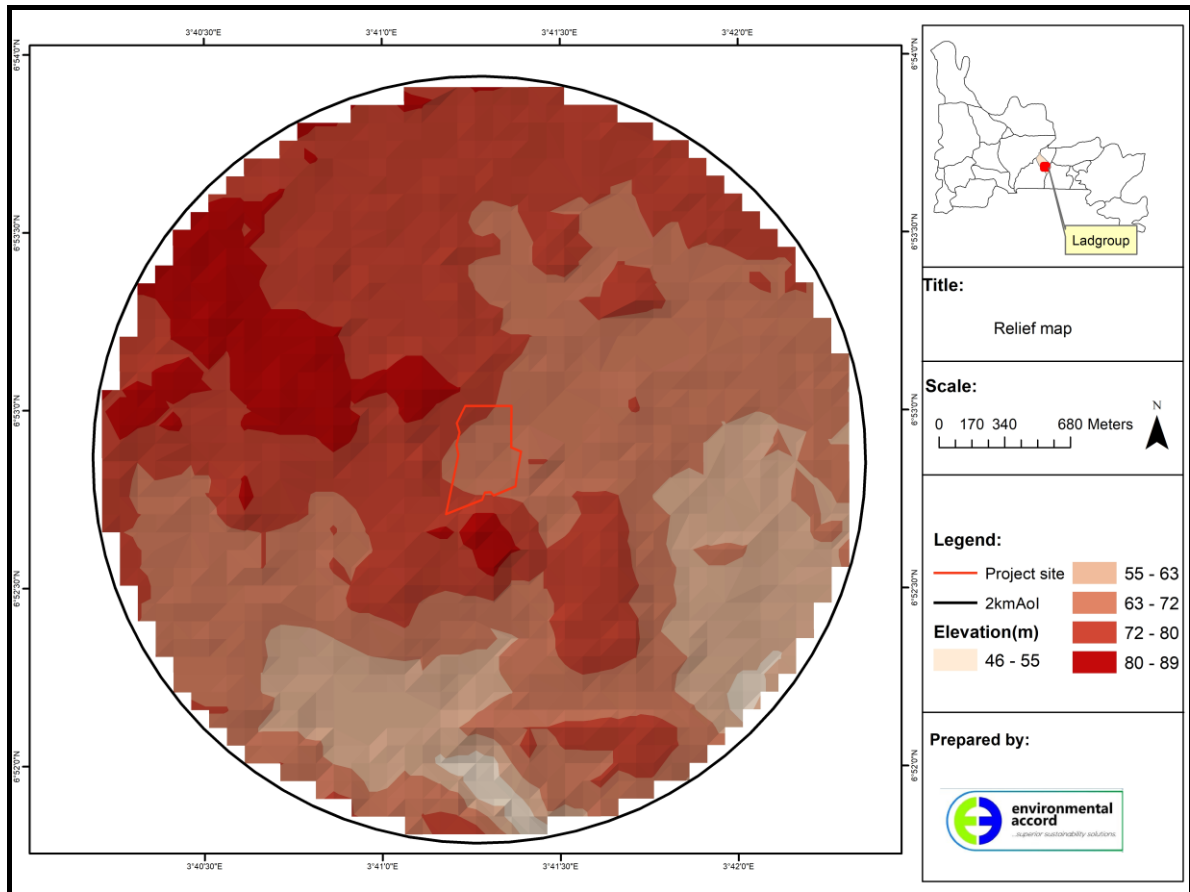 3°40'30"E 3°41'0"E 3°41'30"E 3°42'0"E
6°54'0"N 6°54'0"N
6°53'30"N 6°53'30"N
6°53'0"N 6°53'0"N
6°52'30"N 6°52'30"N
6°52'0"N 6°52'0"N
3°40'30"E 3°41'0"E 3°41'30"E 3°42'0"E
Ladgroup
Title:
Relief map
Scale:
N
0 170 340 680 Meters
Legend:
Project site
2kmAoI
Elevation(m)
46 - 55
55 - 63
63 - 72
72 - 80
80 - 89
Prepared by:
environmental
accord
...superior sustainability solutions